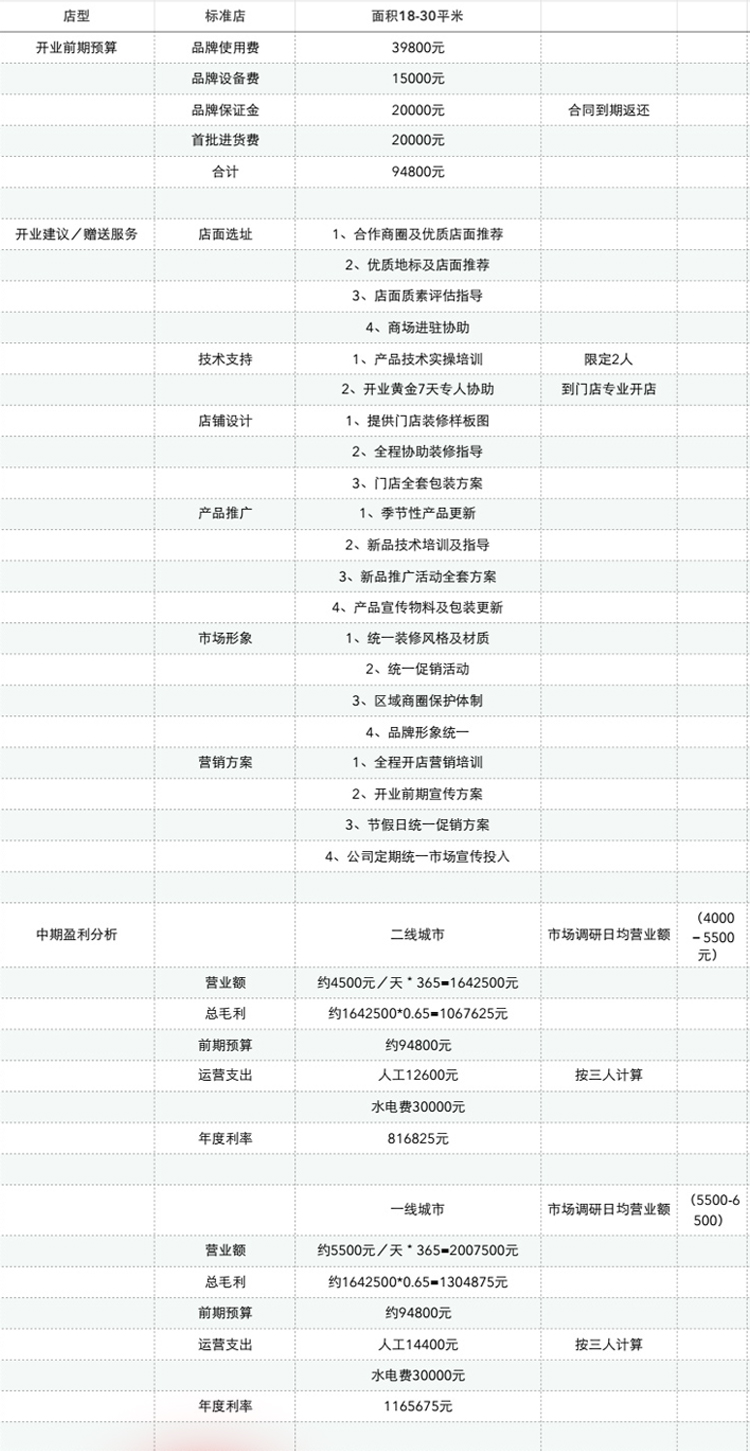 店型 标准店 面积18-30平米
开业前期预算 品牌使用费 39800元
品牌设备费 15000元
品牌保证金 20000元 合同到期返还
首批进货费 20000元
合计 94800元
开业建议／赠送服务 店面选址 1、合作商圈及优质店面推荐
2、优质地标及店面推荐
3、店面质素评估指导
4、商场进驻协助
技术支持 1、产品技术实操培训 限定2人
2、开业黄金7天专人协助 到门店专业开店
店铺设计 1、提供门店装修样板图
2、全程协助装修指导
3、门店全套包装方案
产品推广 1、季节性产品更新
2、新品技术培训及指导
3、新品推广活动全套方案
4、产品宣传物料及包装更新
市场形象 1、统一装修风格及材质
2、统一促销活动
3、区域商圈保护体制
4、品牌形象统一
营销方案 1、全程开店营销培训
2、开业前期宣传方案
3、节假日统一促销方案
4、公司定期统一市场宣传投入
中期盈利分析 二线城市 市场调研日均营业额 （4000
–5500
元）
营业额 约4500元／天 * 365=1642500元
总毛利 约1642500*0.65=1067625元
前期预算 约94800元
运营支出 人工12600元 按三人计算
水电费30000元
年度利率 816825元
一线城市 市场调研日均营业额 （5500-6
500）
营业额 约5500元／天 * 365=2007500元
总毛利 约1642500*0.65=1304875元
前期预算 约94800元
运营支出 人工14400元 按三人计算
水电费30000元
年度利率 1165675元